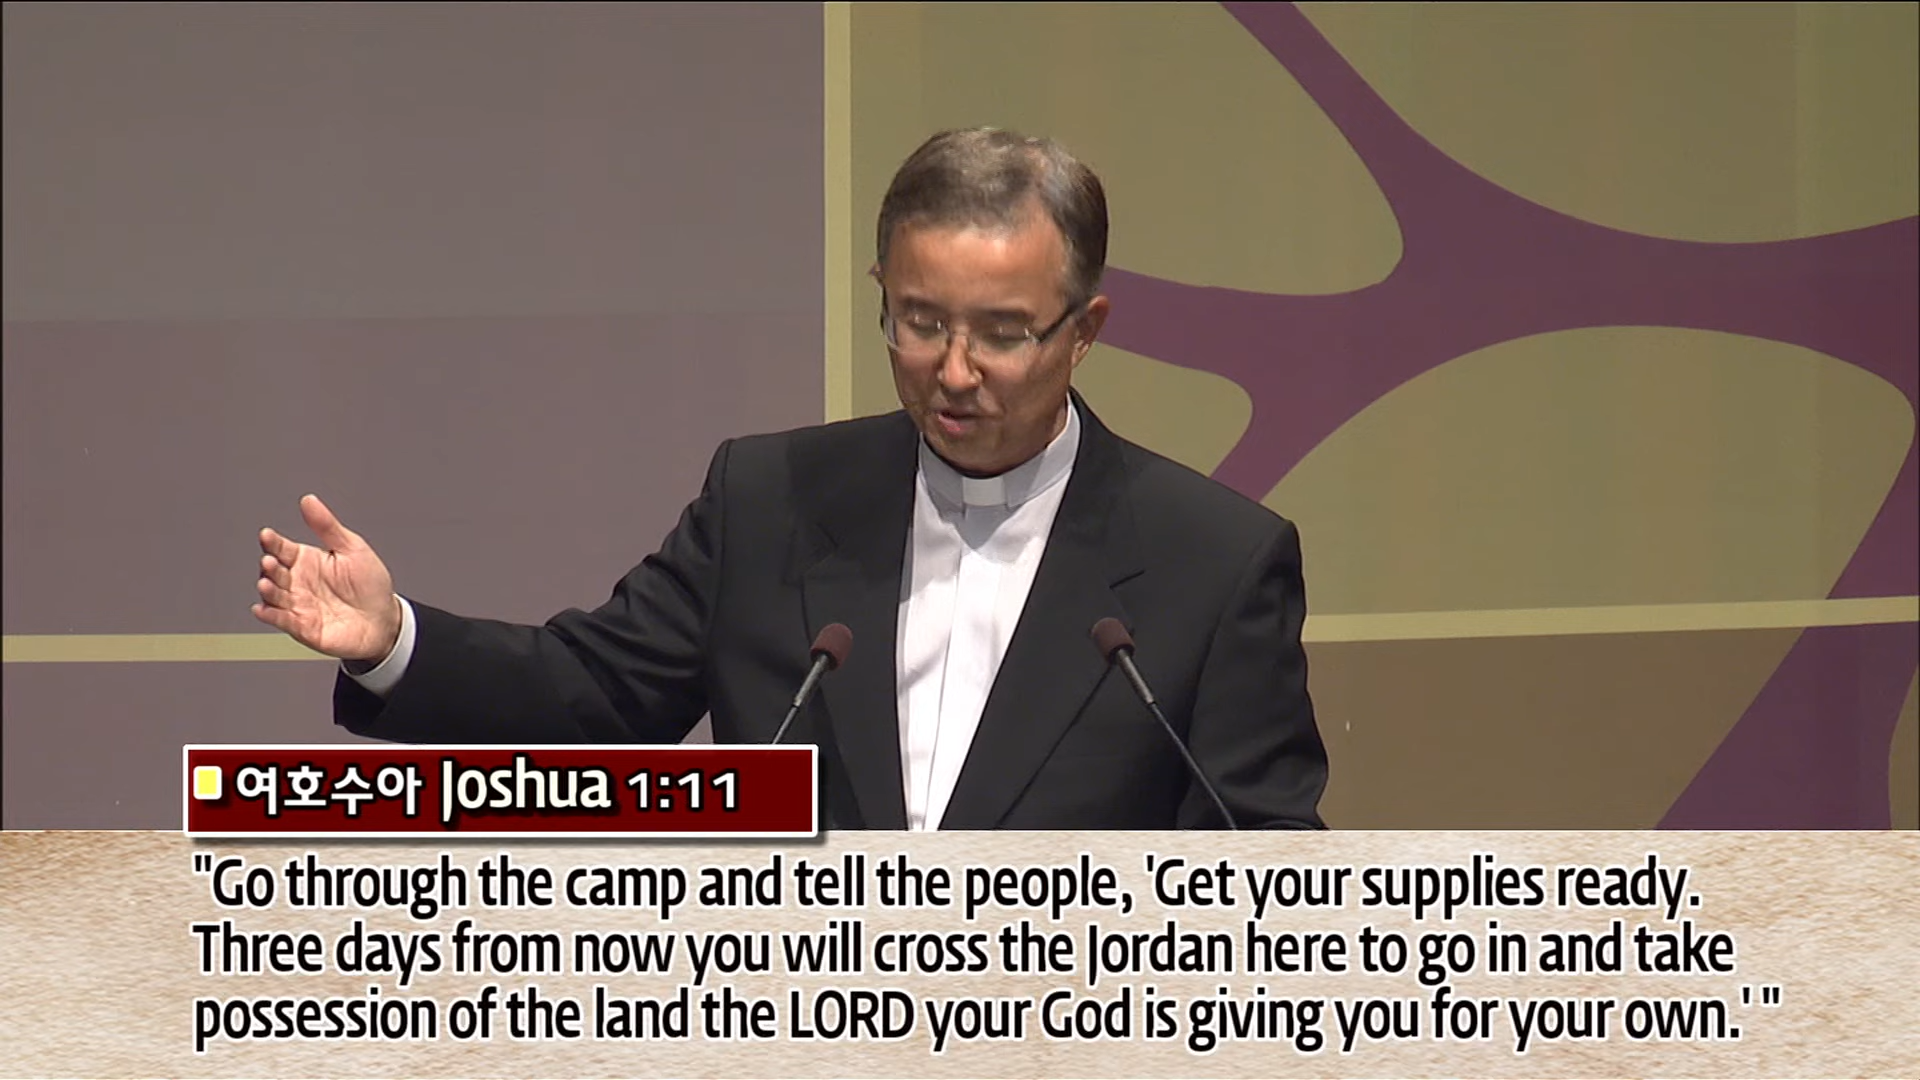 여호수아 Joshua 1:11
"Go through the camp and tell the people, 'Get your supplies ready.
Three days from now you will cross the Jordan here to go in and take
possession of the land the LORD your God is giving you for your own.' "